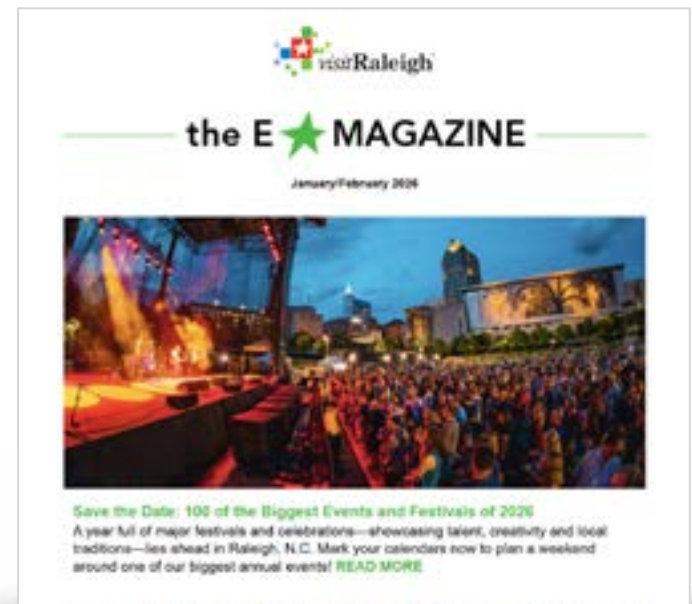 visitRaleigh
the E MAGAZINE
January/February 2026
Save the Date: 100 of the Biggest Events and Festivals of 2026
A year full of major festivals and celebrations—showcasing talent, creativity and local
traditions—lies ahead in Raleigh, N.C. Mark your calendars now to plan a weekend
around one of our biggest annual events! READ MORE